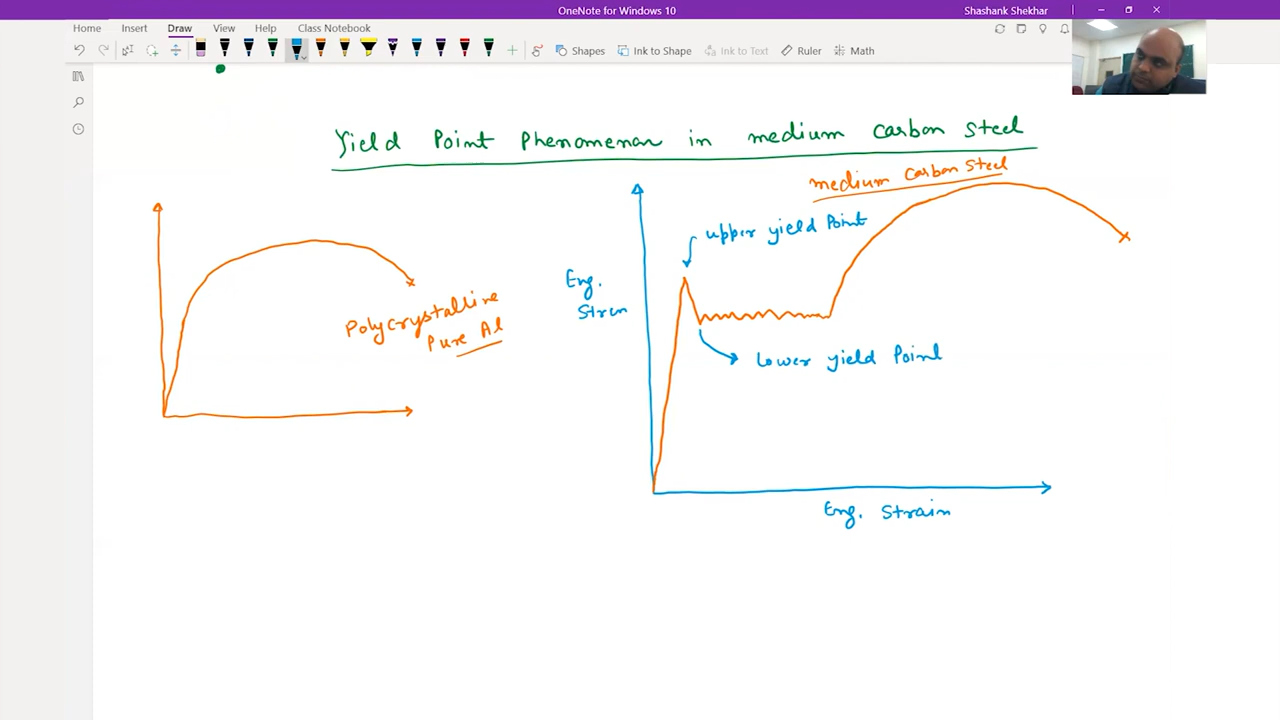 OneNote for Windows 10
Shashank Shekhar
Home Insert Draw View Help Class Notebook
Shapes Ink to Shape Ink to Text Ruler Math
Yield Point Phenomenon in medium carbon steel
medium carbon steel
upper yield Point
Eng.
Stren
Polycrystalline
Pure Al
Lower yield Point
Eng. Strain